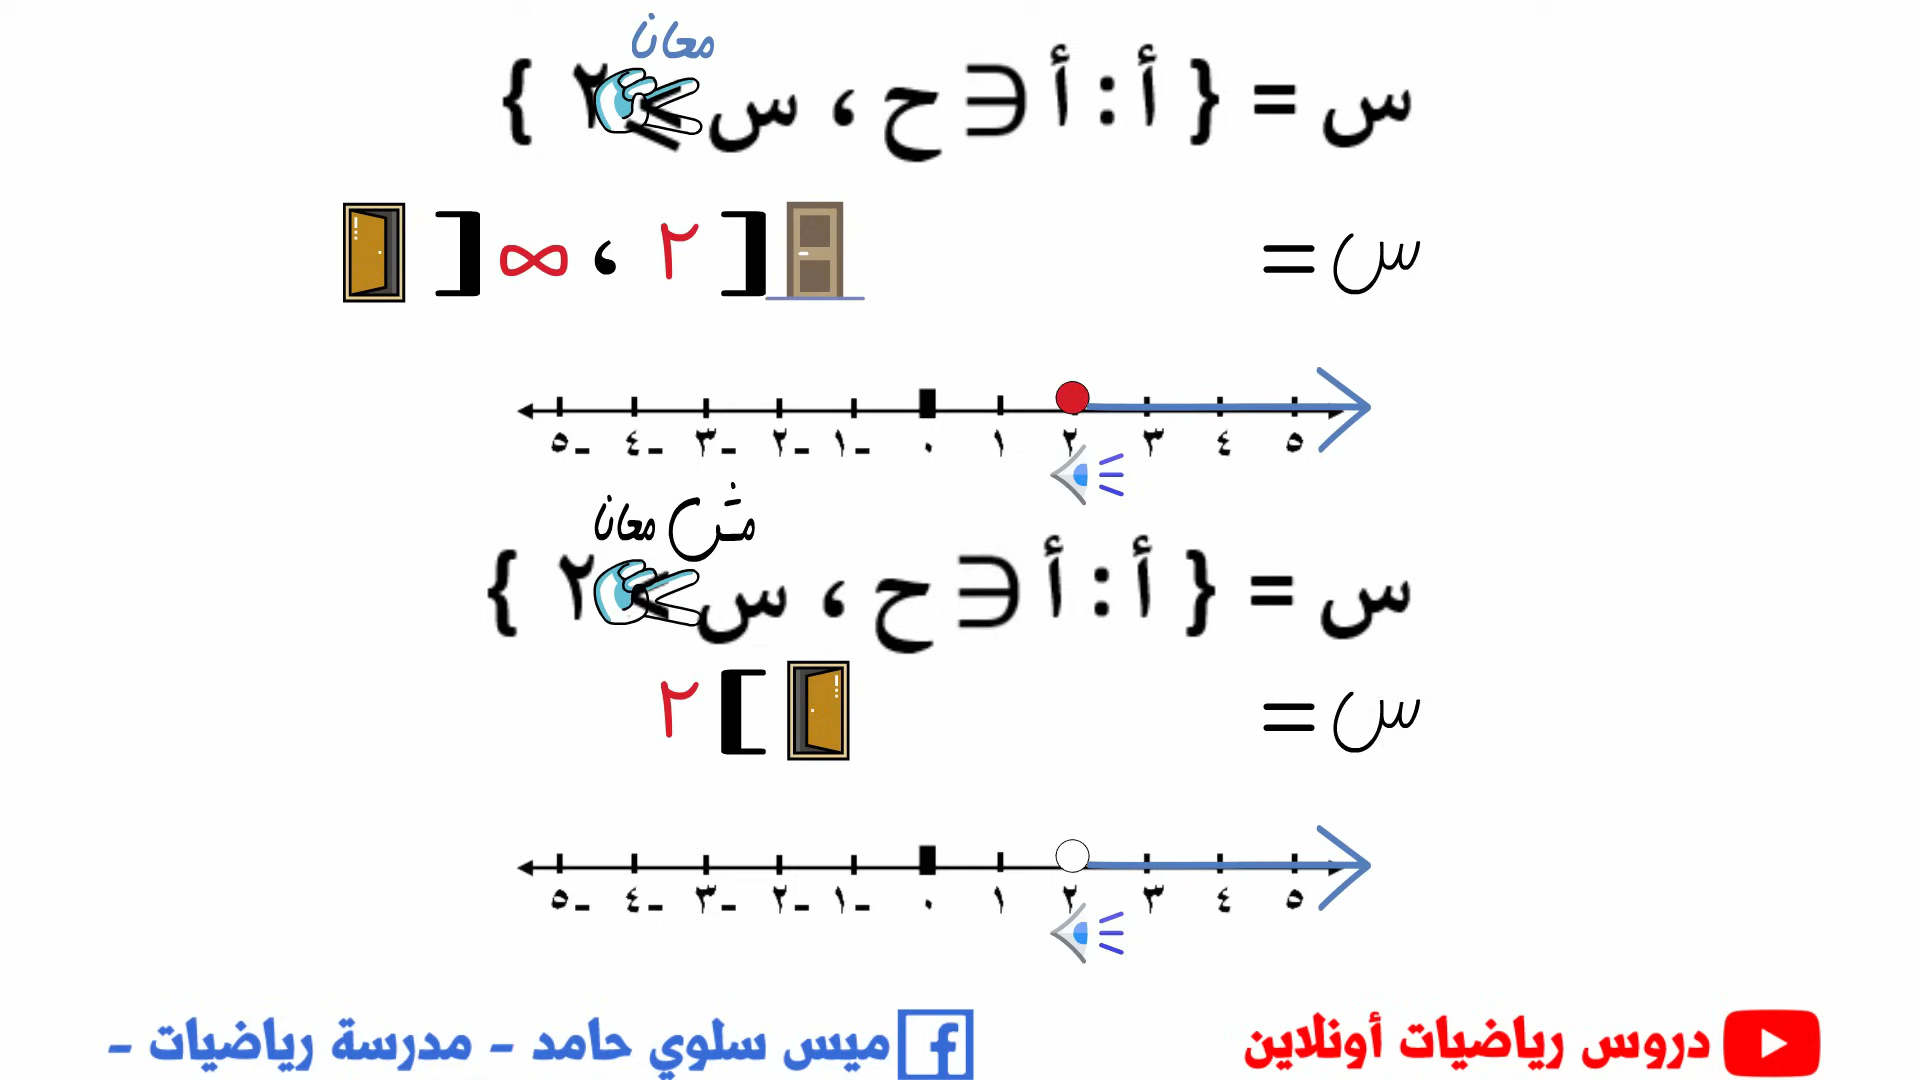 معانا
س = { أ : أ ∈ ح ، س ≥ ٢ }
س = [ ٢ ، ∞ [
٥- ٤- ٣- ٢- ١- ٠ ١ ٢ ٣ ٤ ٥
مش معانا
س = { أ : أ ∈ ح ، س > ٢ }
س = ] ٢
٥- ٤- ٣- ٢- ١- ٠ ١ ٢ ٣ ٤ ٥
دروس رياضيات أونلاين
ميس سلوي حامد - مدرسة رياضيات -